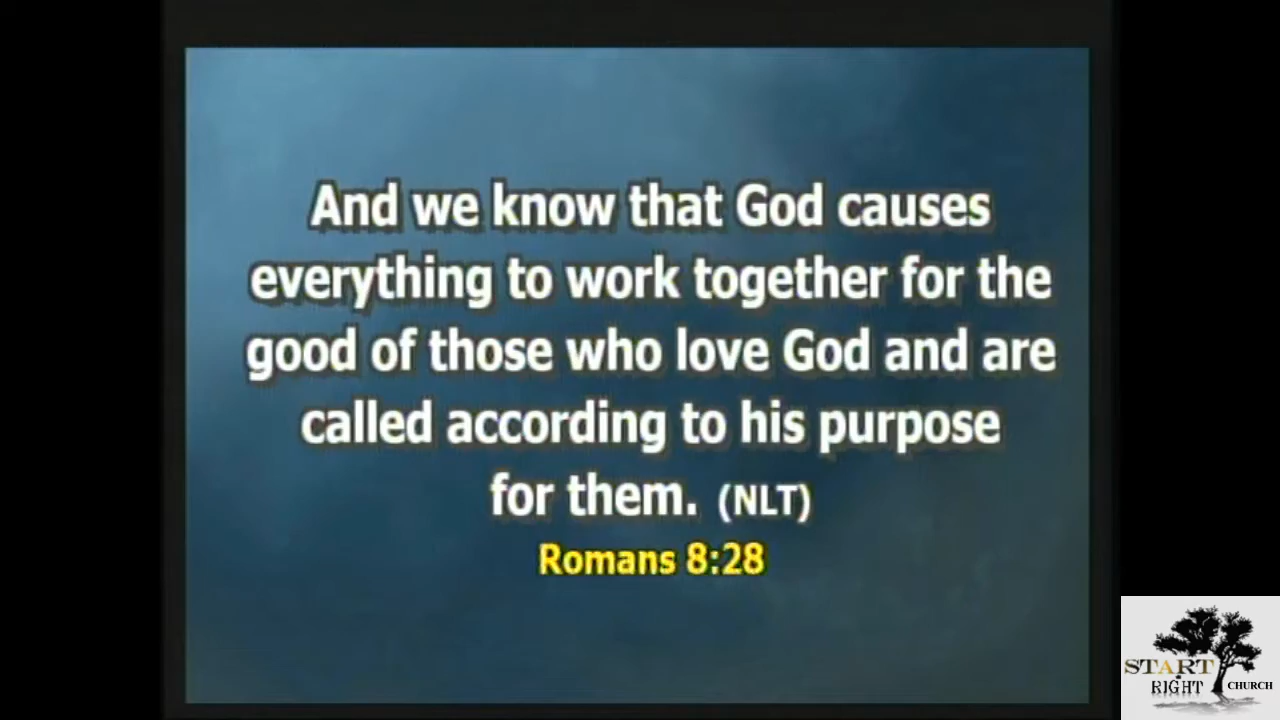 And we know that God causes
everything to work together for the
good of those who love God and are
called according to his purpose
for them. (NLT)
Romans 8:28
START
RIGHT CHURCH